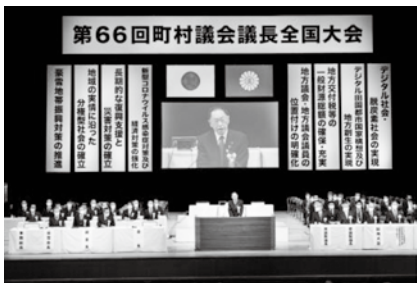 第66回町村議会議長全国大会
デジタル社会・
脱炭素社会の実現
デジタル田園都市国家構想及び
地方創生の実現
地方交付税等の
一般財源総額の確保・充実
地方議会・地方議会議員の
位置付けの明確化
新型コロナウイルス感染症対策及び
経済対策の強化
長期的な復興支援と
災害対策の確立
地域の実情に沿った
分権型社会の確立
豪雪地帯振興対策の推進